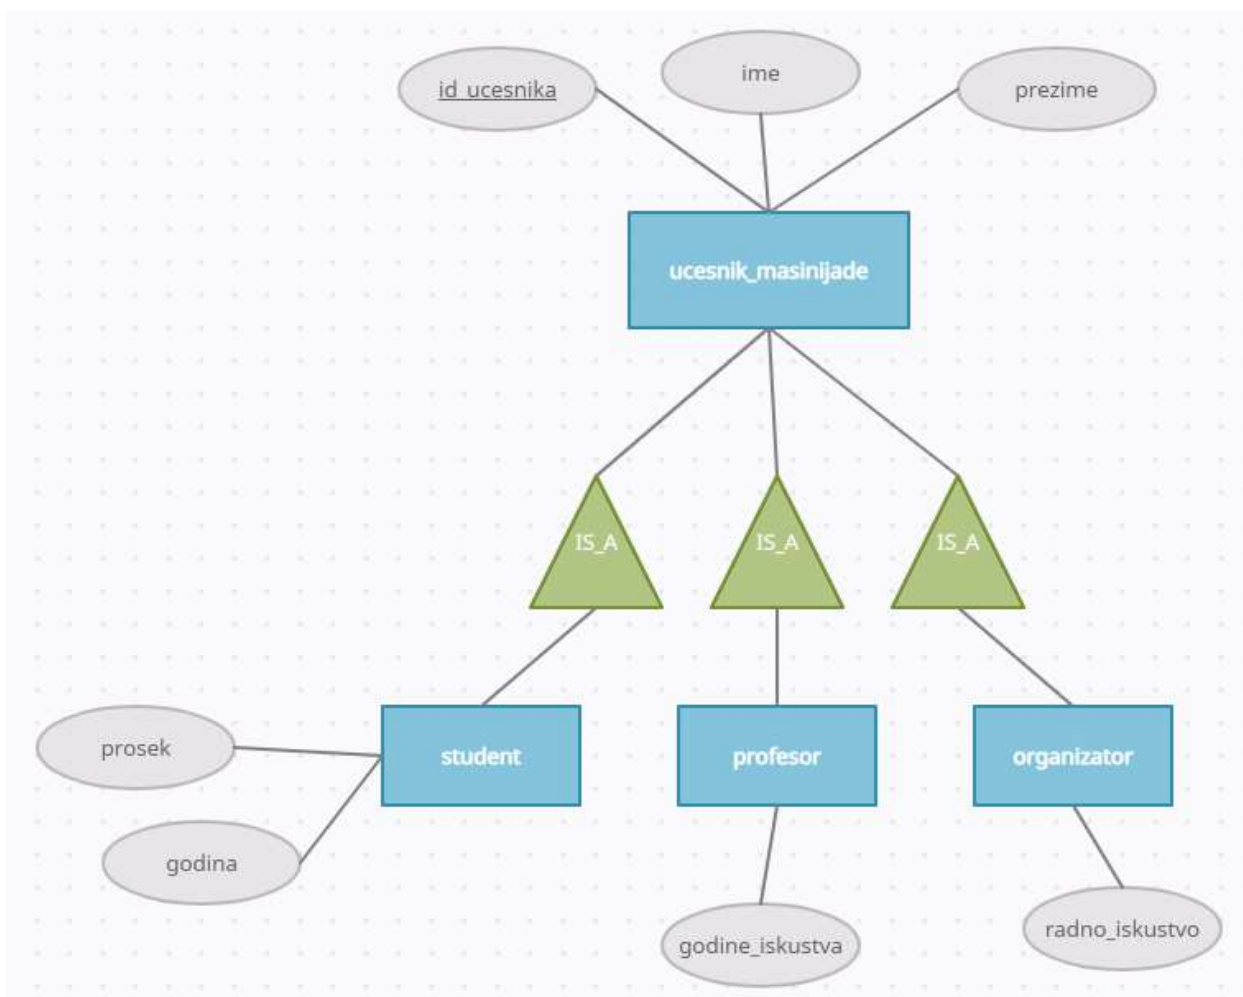 id_ucesnika
ime
prezime
ucesnik_masinijade
IS_A
IS_A
IS_A
prosek
student
profesor
organizator
godina
godine_iskustva
radno_iskustvo